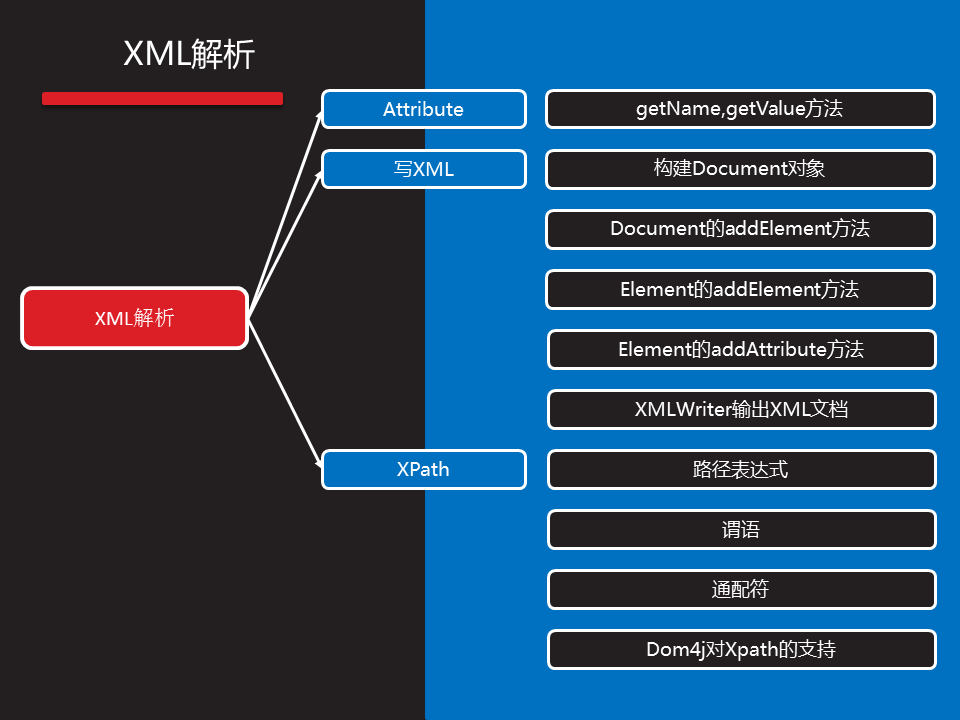 XML解析
Attribute
getName,getValue方法
写XML
构建Document对象
Document的addElement方法
Element的addElement方法
XML解析
Element的addAttribute方法
XMLWriter输出XML文档
XPath
路径表达式
谓语
通配符
Dom4j对Xpath的支持